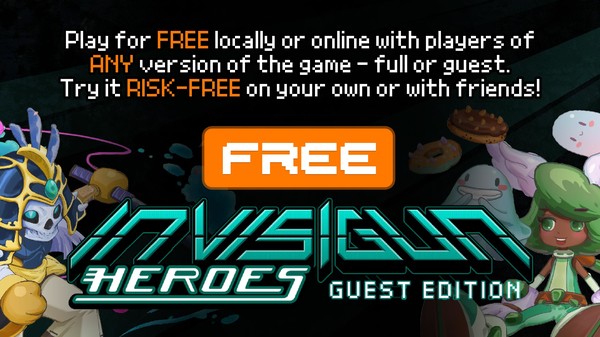 Play for FREE locally or online with players of
ANY version of the game - full or guest.
Try it RISK-FREE on your own or with friends!
FREE
INVISIGUN
HEROES
GUEST EDITION